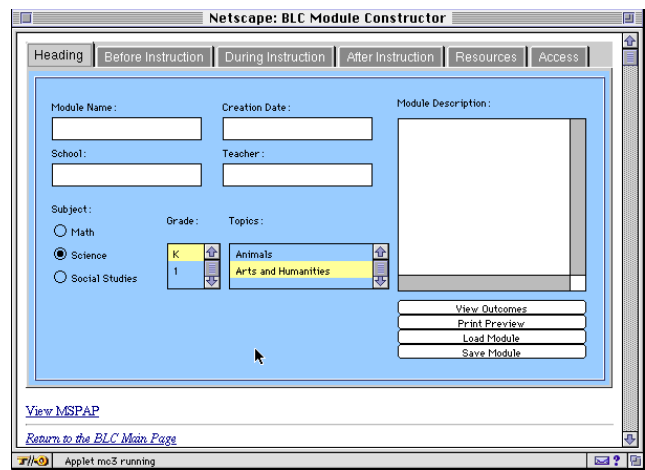 Netscape: BLC Module Constructor
Heading Before Instruction During Instruction After Instruction Resources Access
Module Name:
Creation Date:
Module Description:
School:
Teacher:
Subject:
Grade:
Topics:
Math
Science
Social Studies
K
1
Animals
Arts and Humanities
View Outcomes
Print Preview
Load Module
Save Module
View MSPAP
Return to the BLC Main Page
Applet mc3 running
?